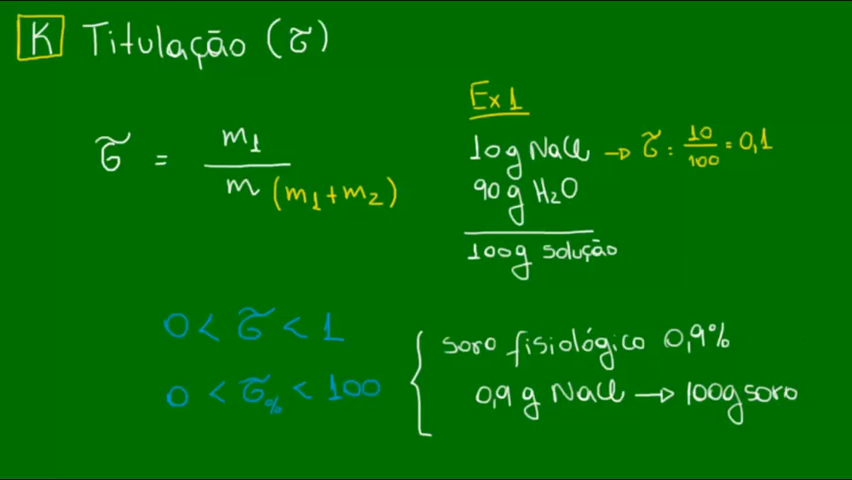 K Titulação (τ)
τ = m₁ / m (m₁ + m₂)
Ex 1
10g NaCl → τ: 10/100 = 0,1
90g H₂O
100g solução
0 < τ < 1
0 < τ% < 100
soro fisiológico 0,9%
0,9 g NaCl → 100g soro